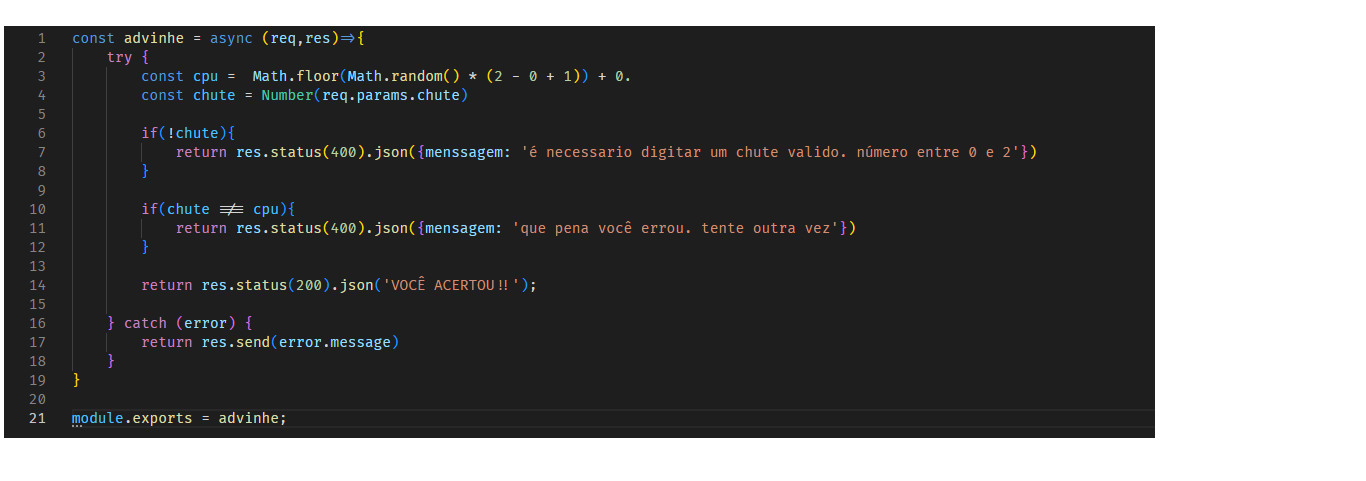 1 const advinhe = async (req,res)=>{
2 try {
3 const cpu =  Math.floor(Math.random() * (2 - 0 + 1)) + 0.
4 const chute = Number(req.params.chute)
5
6 if(!chute){
7 return res.status(400).json({menssagem: 'é necessario digitar um chute valido. número entre 0 e 2'})
8 }
9
10 if(chute !== cpu){
11 return res.status(400).json({mensagem: 'que pena você errou. tente outra vez'})
12 }
13
14 return res.status(200).json('VOCÊ ACERTOU!!');
15
16 } catch (error) {
17 return res.send(error.message)
18 }
19 }
20
21 module.exports = advinhe;